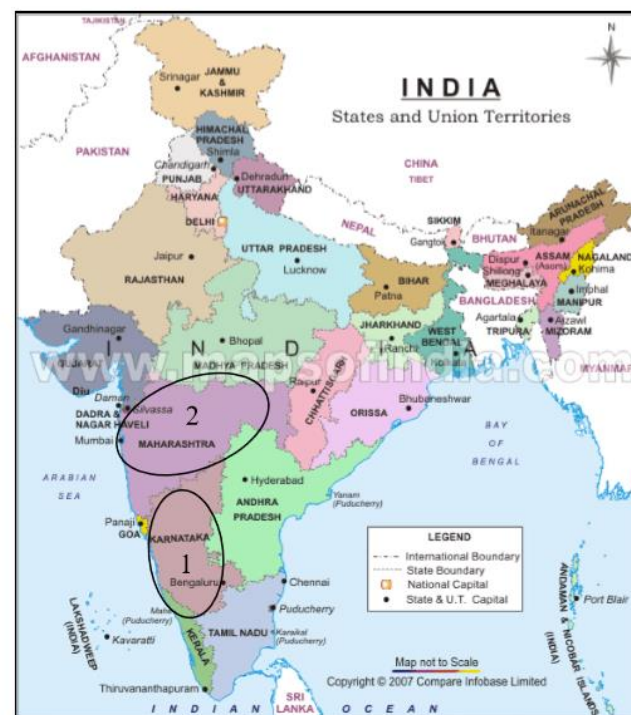 TAJIKISTAN
AFGHANISTAN
N
JAMMU
&
KASHMIR
Srinagar
INDIA
States and Union Territories
HIMACHAL
PRADESH
Shimla
PAKISTAN
Chandigarh
PUNJAB
Dehradun
UTTARAKHAND
HARYANA
CHINA
TIBET
DELHI
ARUNACHAL
PRADESH
Itanagar
NEPAL
SIKKIM
Gangtok
BHUTAN
Jaipur
RAJASTHAN
UTTAR PRADESH
Lucknow
ASSAM
(Asom)
Dispur
Shillong
MEGHALAYA
NAGALAND
Kohima
Imphal
MANIPUR
BIHAR
Patna
BANGLADESH
Agartala
TRIPURA
Aizawl
MIZORAM
Gandhinagar
GUJARAT
Bhopal
MADHYA PRADESH
JHARKHAND
Ranchi
WEST
BENGAL
Kolkata
I N D I A
www.mapsofindia.com
MYANMAR
Diu
Daman
Silvassa
DADRA &
NAGAR HAVELI
2
Raipur
CHHATTISGARH
ORISSA
Bhubaneshwar
Mumbai
MAHARASHTRA
ARABIAN
SEA
BAY
OF
BENGAL
Hyderabad
ANDHRA
PRADESH
Yanam
(Puducherry)
Panaji
GOA
KARNATAKA
1
Bengaluru
LEGEND
International Boundary
State Boundary
National Capital
State & U.T. Capital
Chennai
Mahe
(Puducherry)
Puducherry
Karaikal
(Puducherry)
TAMIL NADU
KERALA
LAKSHADWEEP
(INDIA)
Kavaratti
Port Blair
ANDAMAN & NICOBAR ISLANDS
(INDIA)
Thiruvananthapuram
Map not to Scale
Copyright © 2007 Compare Infobase Limited
SRI
LANKA
INDIAN OCEAN